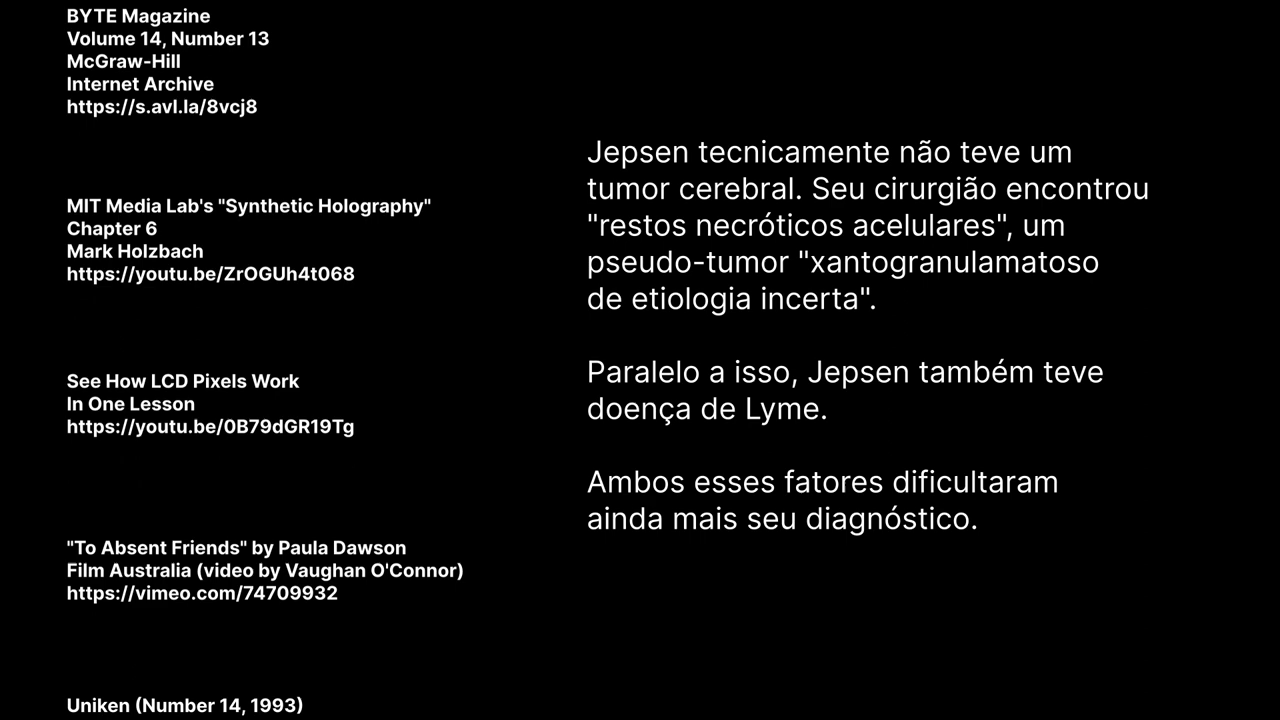 BYTE Magazine
Volume 14, Number 13
McGraw-Hill
Internet Archive
https://s.avl.la/8vcj8
MIT Media Lab's "Synthetic Holography"
Chapter 6
Mark Holzbach
https://youtu.be/ZrOGUh4t068
See How LCD Pixels Work
In One Lesson
https://youtu.be/0B79dGR19Tg
"To Absent Friends" by Paula Dawson
Film Australia (video by Vaughan O'Connor)
https://vimeo.com/74709932
Uniken (Number 14, 1993)
Jepsen tecnicamente não teve um
tumor cerebral. Seu cirurgião encontrou
"restos necróticos acelulares", um
pseudo-tumor "xantogranulamatoso
de etiologia incerta".
Paralelo a isso, Jepsen também teve
doença de Lyme.
Ambos esses fatores dificultaram
ainda mais seu diagnóstico.